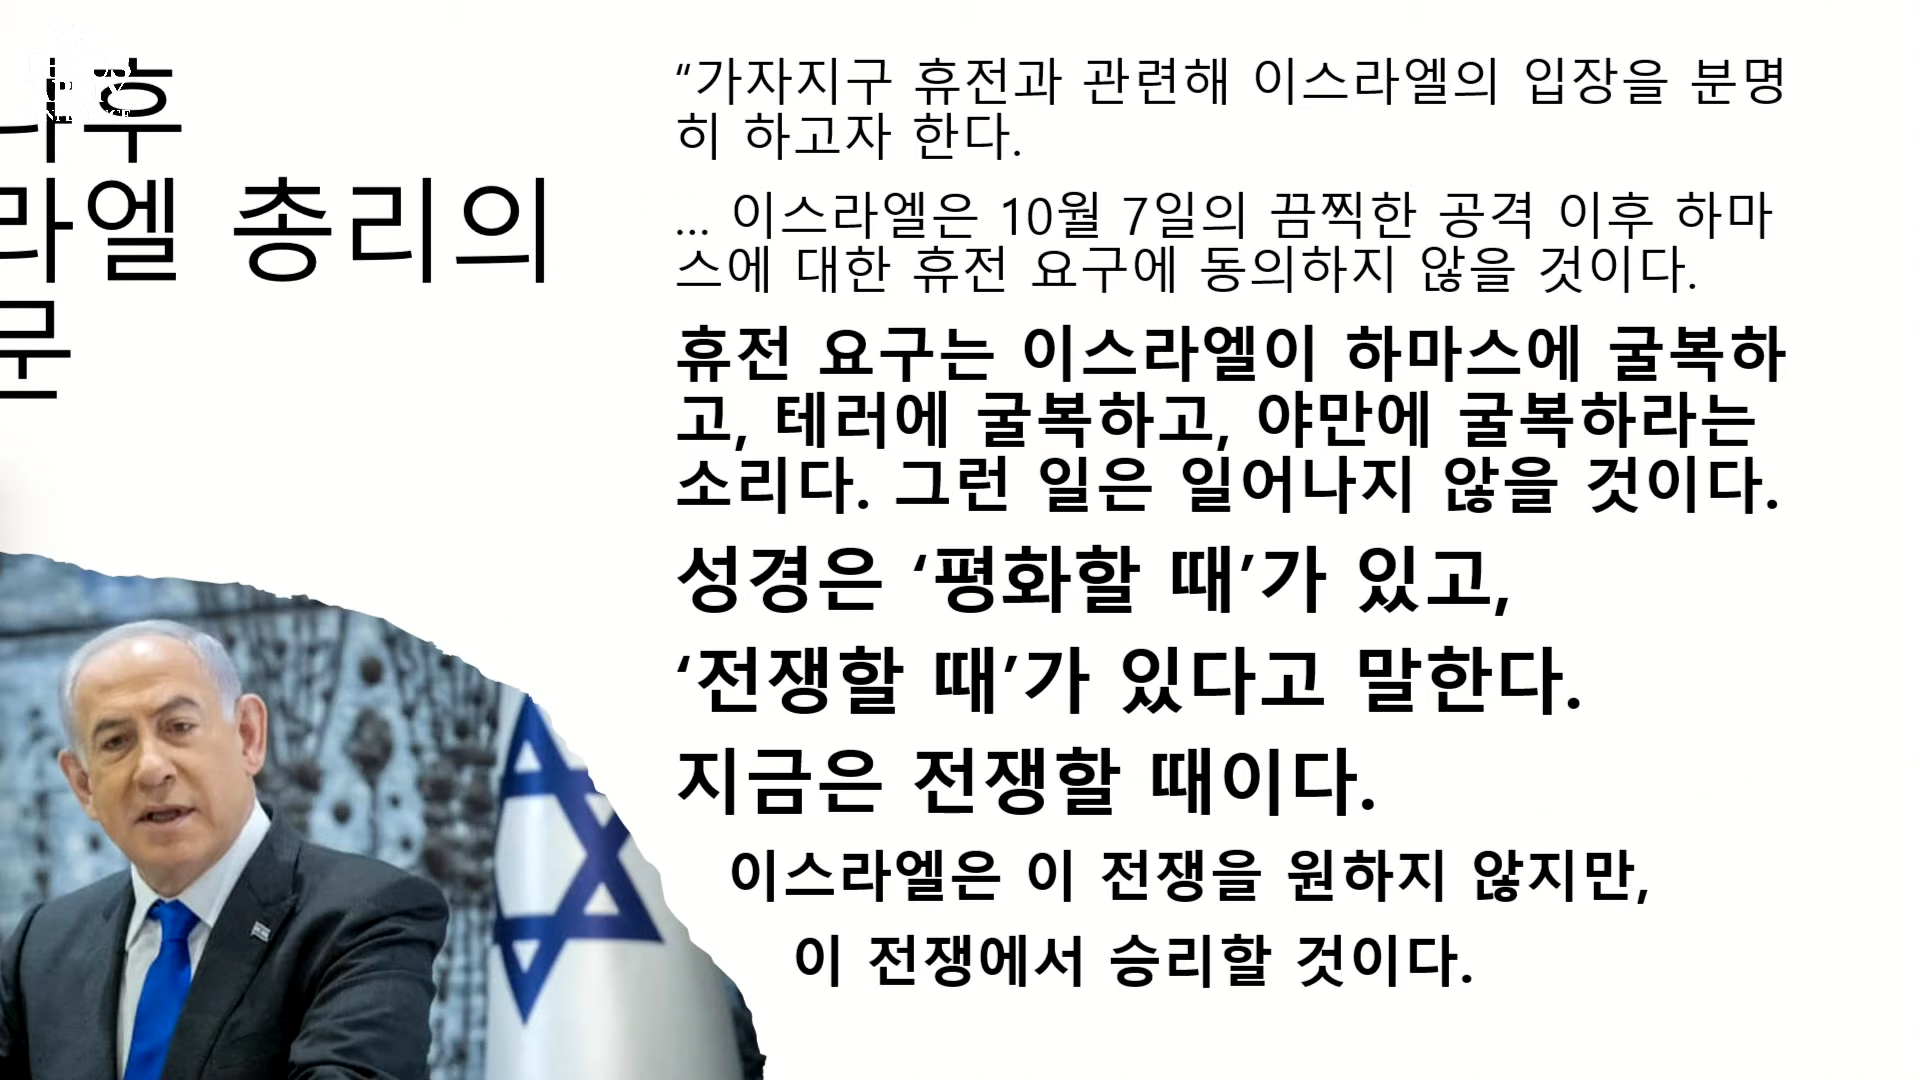 후
라엘 총리의
문
“가자지구 휴전과 관련해 이스라엘의 입장을 분명
히 하고자 한다.
... 이스라엘은 10월 7일의 끔찍한 공격 이후 하마
스에 대한 휴전 요구에 동의하지 않을 것이다.
휴전 요구는 이스라엘이 하마스에 굴복하
고, 테러에 굴복하고, 야만에 굴복하라는
소리다. 그런 일은 일어나지 않을 것이다.
성경은 ‘평화할 때’가 있고,
‘전쟁할 때’가 있다고 말한다.
지금은 전쟁할 때이다.
이스라엘은 이 전쟁을 원하지 않지만,
이 전쟁에서 승리할 것이다.